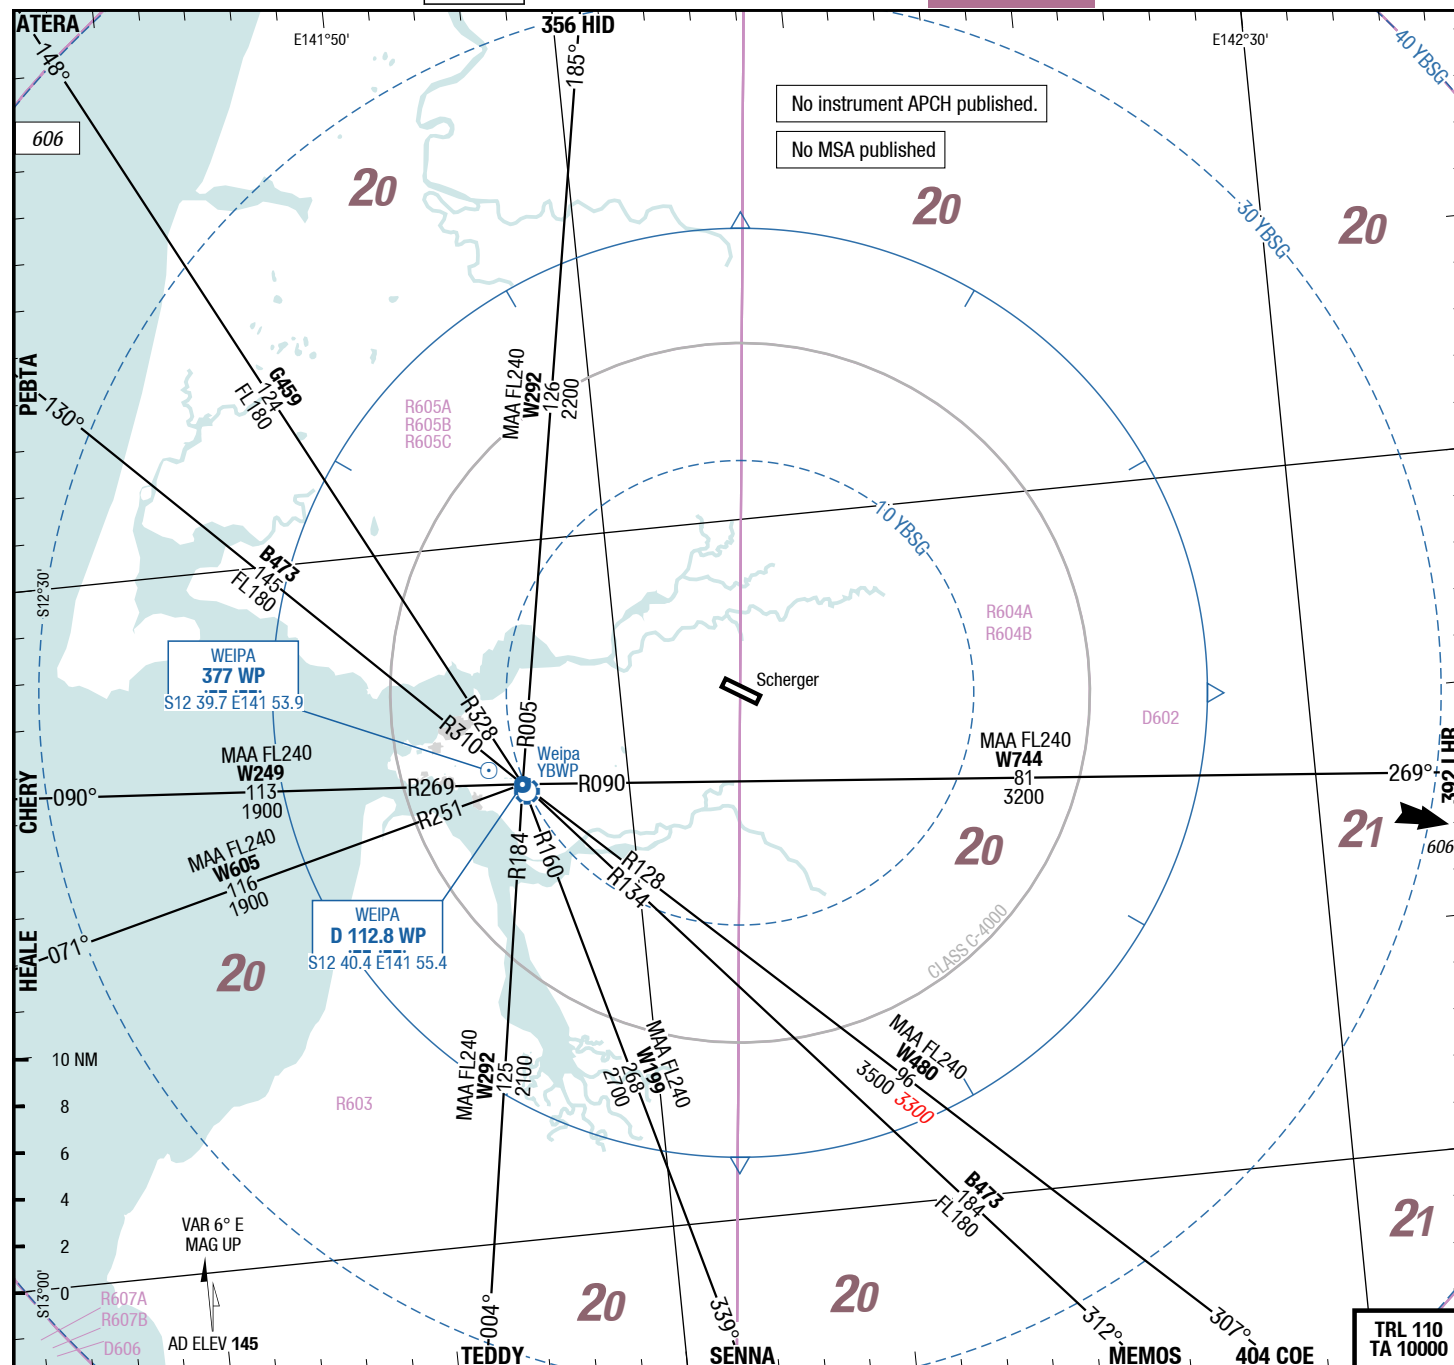 ATERA
356 HID
E141°50'
E142°30'
40 YBSG
148°
185°
No instrument APCH published.
No MSA published
606
20
20
20
30 YBSG
PEBTA
130°
G459
124
FL180
MAA FL240
W292
126
2200
R605A
R605B
R605C
10 YBSG
S12°30'
B473
145
FL180
R604A
R604B
WEIPA
377 WP
S12 39.7 E141 53.9
Scherger
D602
R328
R310
R005
Weipa
YBWP
MAA FL240
W249
113
1900
MAA FL240
W744
81
3200
392 LHR
CHERY
090°
R269
R090
269°
R251
MAA FL240
W605
116
1900
R184
R160
R128
R134
20
21
606
WEIPA
D 112.8 WP
S12 40.4 E141 55.4
HEALE
071°
20
CLASS C-4000
MAA FL240
W292
125
2100
MAA FL240
W199
268
2700
MAA FL240
W480
96
3500 3300
10 NM
8
6
4
2
0
R603
B473
184
FL180
21
VAR 6° E
MAG UP
S13°00'
R607A
R607B
D606
AD ELEV 145
20
20
004°
339°
312°
307°
TEDDY
SENNA
MEMOS
404 COE
TRL 110
TA 10000